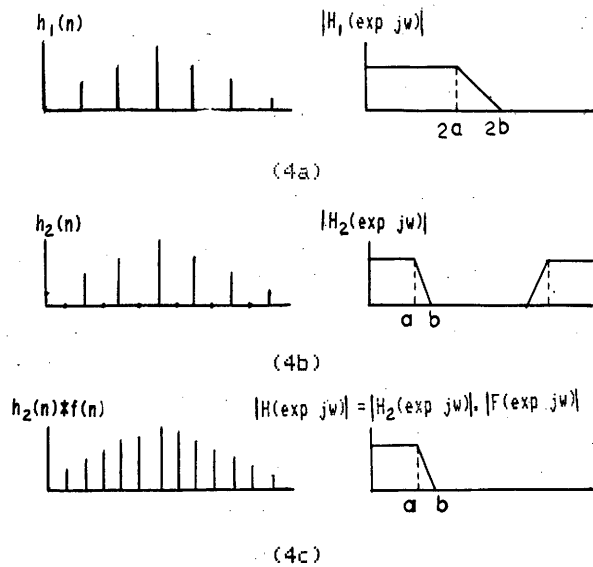 h₁(n) |H₁(exp jw)|
2a 2b
(4a)
h₂(n) |H₂(exp jw)|
a b
(4b)
h₂(n)*f(n) |H(exp jw)| = |H₂(exp jw)|. |F(exp jw)|
a b
(4c)